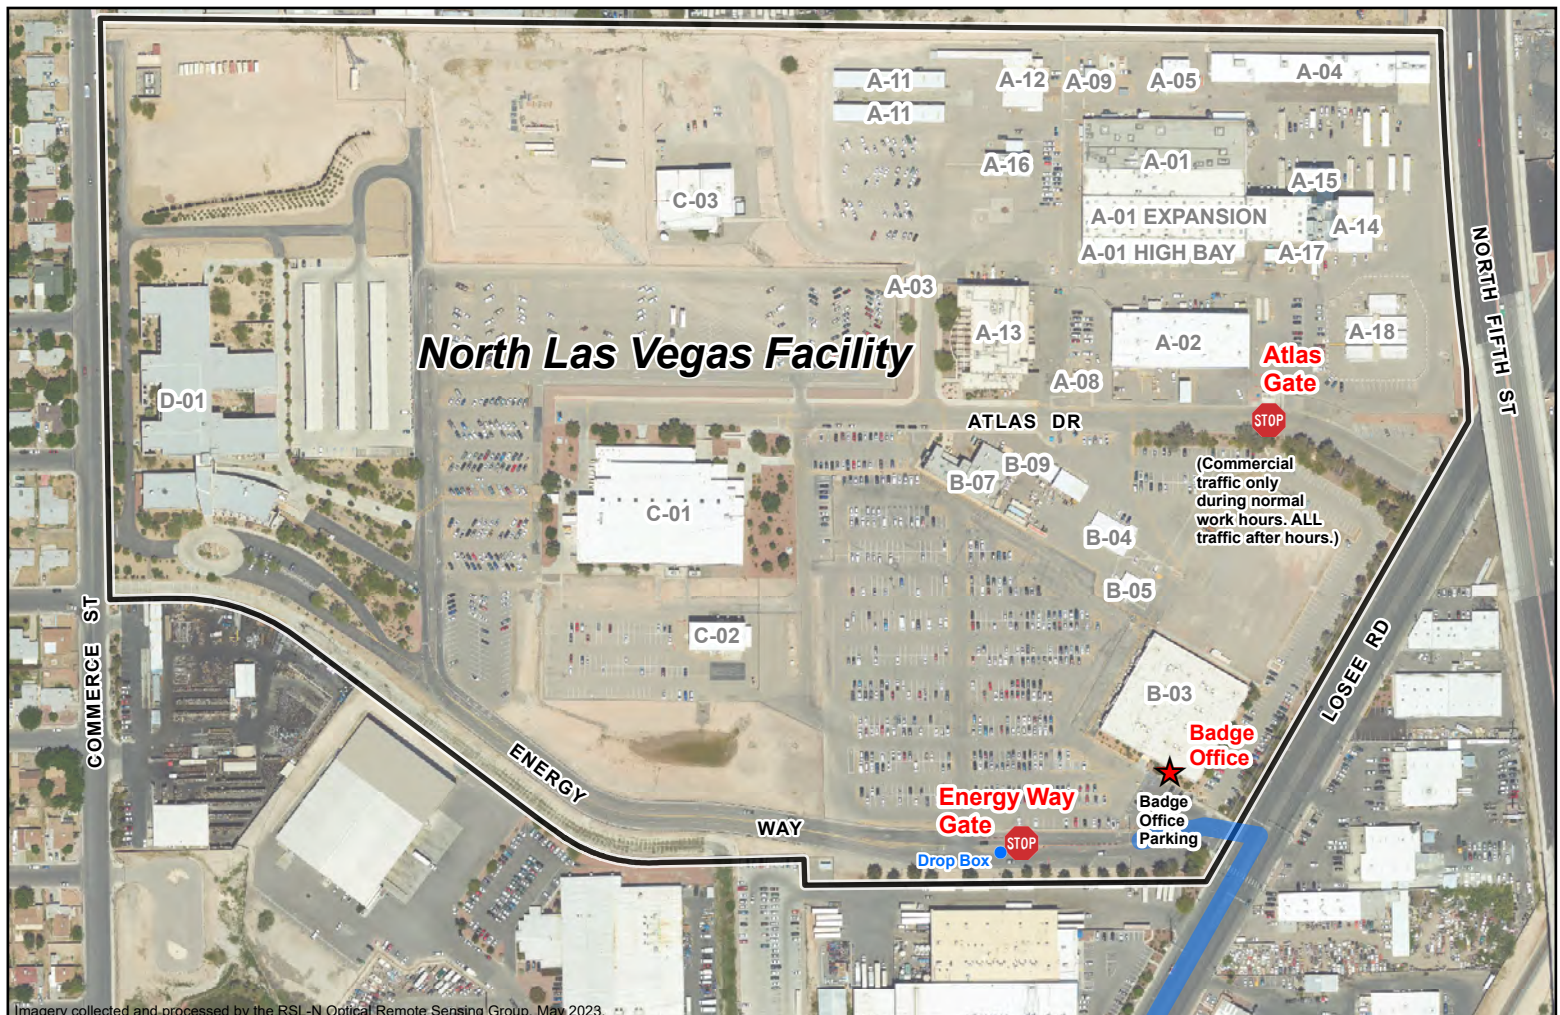 A-11
A-12
A-09
A-05
A-04
A-11
A-16
A-01
A-15
C-03
A-01 EXPANSION
A-14
A-01 HIGH BAY
A-17
NORTH FIFTH ST
A-03
A-13
A-02
A-18
North Las Vegas Facility
Atlas
Gate
A-08
D-01
ATLAS DR
STOP
B-09
B-07
(Commercial
traffic only
during normal
work hours. ALL
traffic after hours.)
C-01
B-04
B-05
COMMERCE ST
C-02
LOSEE RD
B-03
Badge
Office
ENERGY
WAY
Energy Way
Gate
STOP
Drop Box
Badge
Office
Parking
Imagery collected and processed by the RSL-N Optical Remote Sensing Group, May 2023.